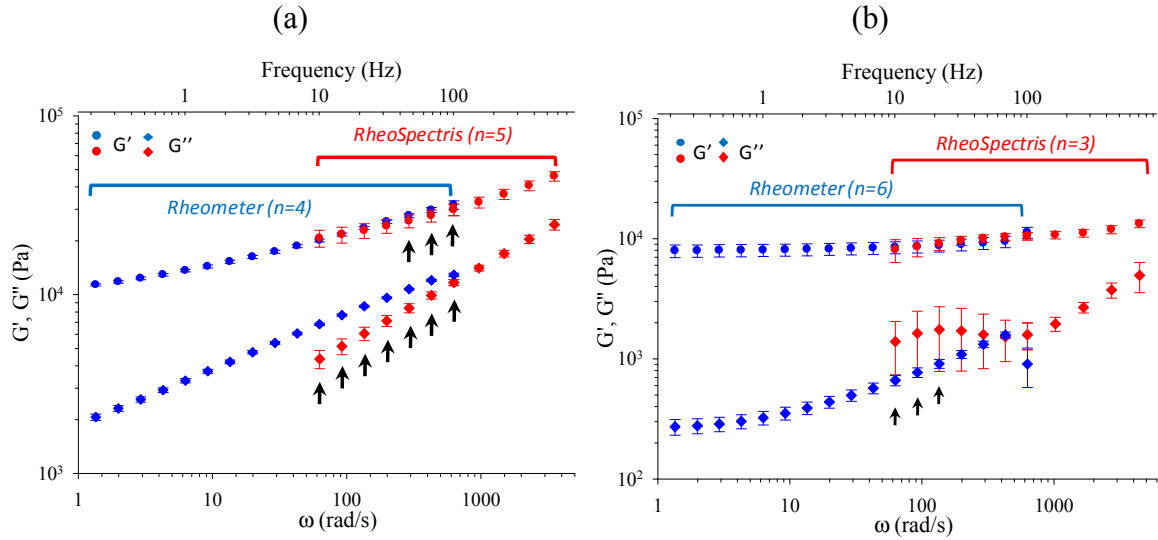 (a)
Frequency (Hz)
1 10 100
10^5
G' G''
RheoSpectris (n=5)
Rheometer (n=4)
G', G'' (Pa)
10^4
10^3
1 10 100 1000
ω (rad/s)
(b)
Frequency (Hz)
1 10 100
10^5
G' G''
RheoSpectris (n=3)
Rheometer (n=6)
G', G'' (Pa)
10^4
10^3
10^2
1 10 100 1000
ω (rad/s)